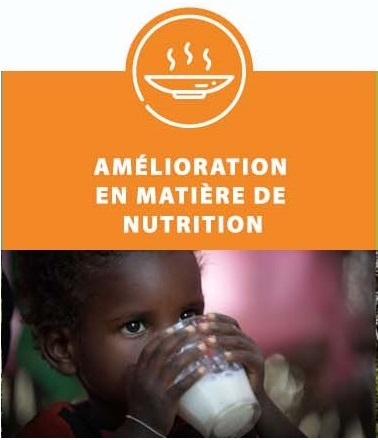 AMÉLIORATION
EN MATIÈRE DE
NUTRITION